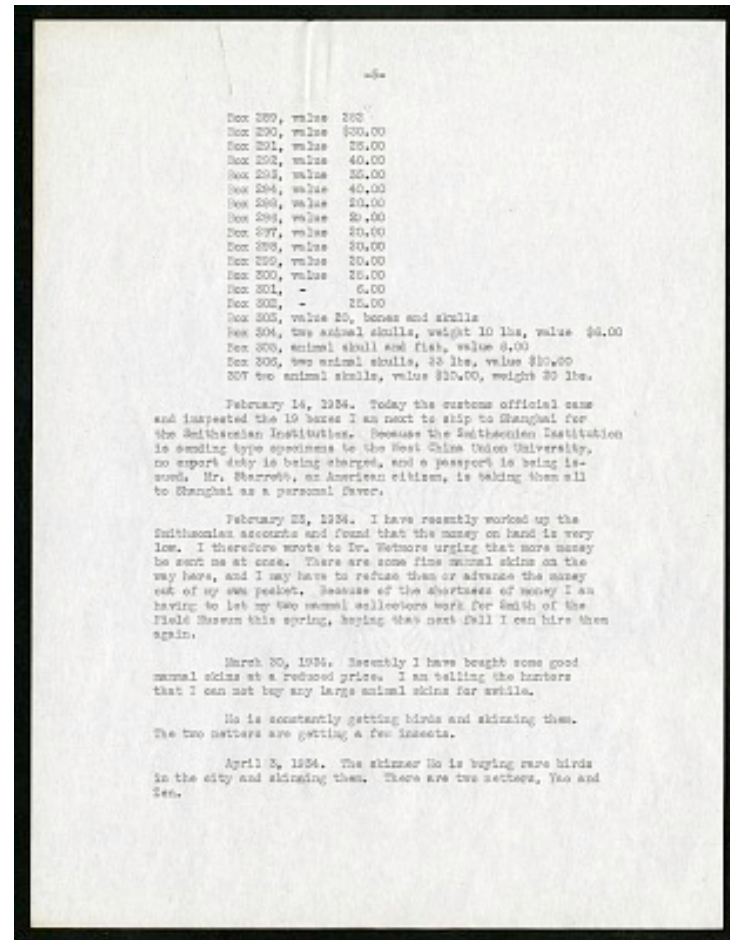 Box 289, value
Box 290, value $30.00
Box 291, value 25.00
Box 292, value 40.00
Box 293, value 35.00
Box 294, value 40.00
Box 295, value 20.00
Box 296, value 20.00
Box 297, value 20.00
Box 298, value 20.00
Box 299, value 20.00
Box 300, value 25.00
Box 301, - 6.00
Box 302, - 25.00
Box 303, value 20, bones and skulls
Box 304, two animal skulls, weight 10 lbs, value $6.00
Box 305, animal skull and fish, value 8.00
Box 306, two animal skulls, 33 lbs, value $10.00
307 two animal skulls, value $10.00, weight 20 lbs.
February 14, 1934. Today the customs official came
and inspected the 19 boxes I am next to ship to Shanghai for
the Smithsonian Institution. Because the Smithsonian Institution
is sending type specimens to the West China Union University,
no export duty is being charged, and a passport is being is-
sued. Mr. Starrett, an American citizen, is taking them all
to Shanghai as a personal favor.
February 23, 1934. I have recently worked up the
Smithsonian accounts and found that the money on hand is very
low. I therefore wrote to Dr. Wetmore urging that more money
be sent me at once. There are some fine mammal skins on the
way here, and I may have to refuse them or advance the money
out of my own pocket. Because of the shortness of money I am
having to let my two mammal collectors work for Smith of the
Field Museum this spring, hoping that next fall I can hire them
again.
March 30, 1934. Recently I have bought some good
mammal skins at a reduced price. I am telling the hunters
that I can not buy any large animal skins for awhile.
Ho is constantly getting birds and skinning them.
The two netters are getting a few insects.
April 3, 1934. The skinner Ho is buying rare birds
in the city and skinning them. There are two netters, Yao and
Zen.